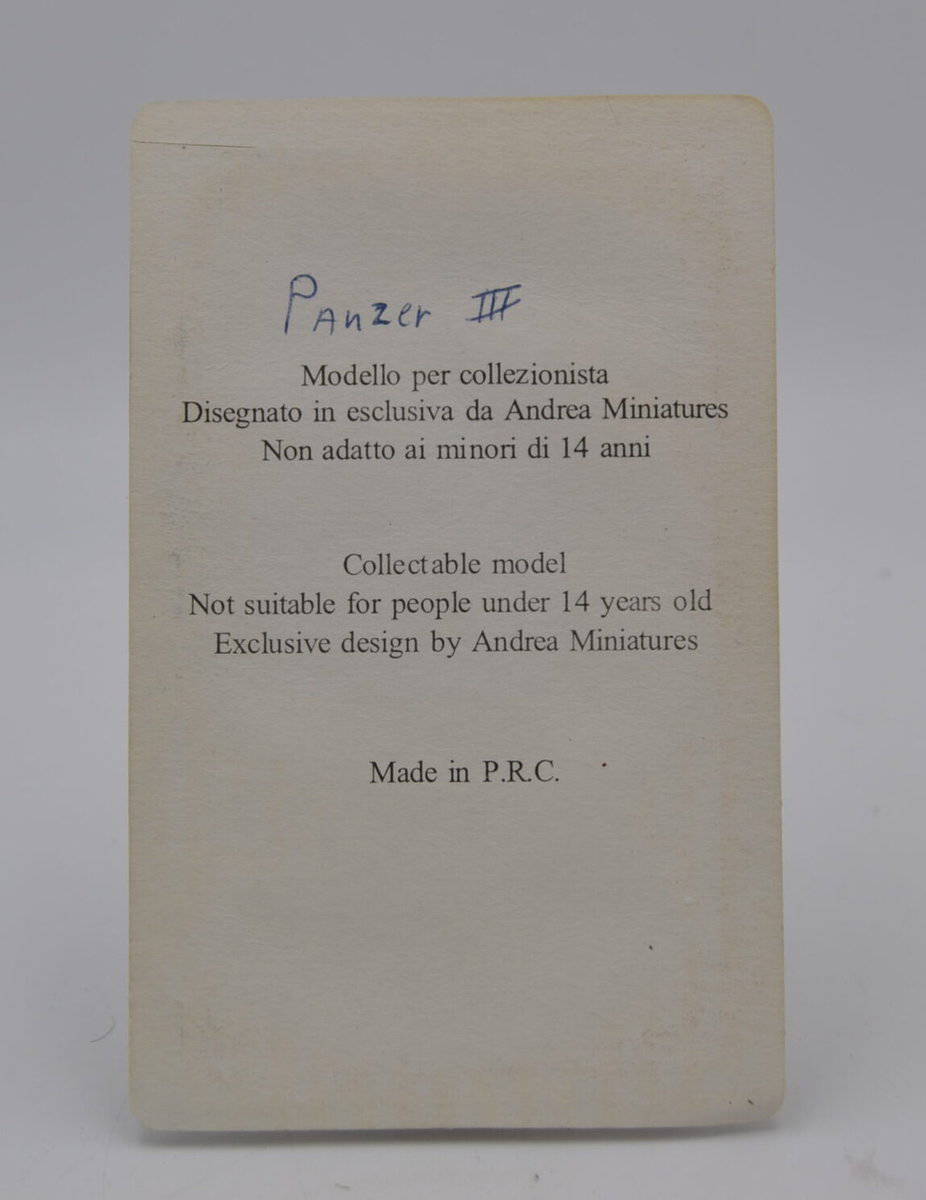 Panzer III
Modello per collezionista
Disegnato in esclusiva da Andrea Miniatures
Non adatto ai minori di 14 anni
Collectable model
Not suitable for people under 14 years old
Exclusive design by Andrea Miniatures
Made in P.R.C.